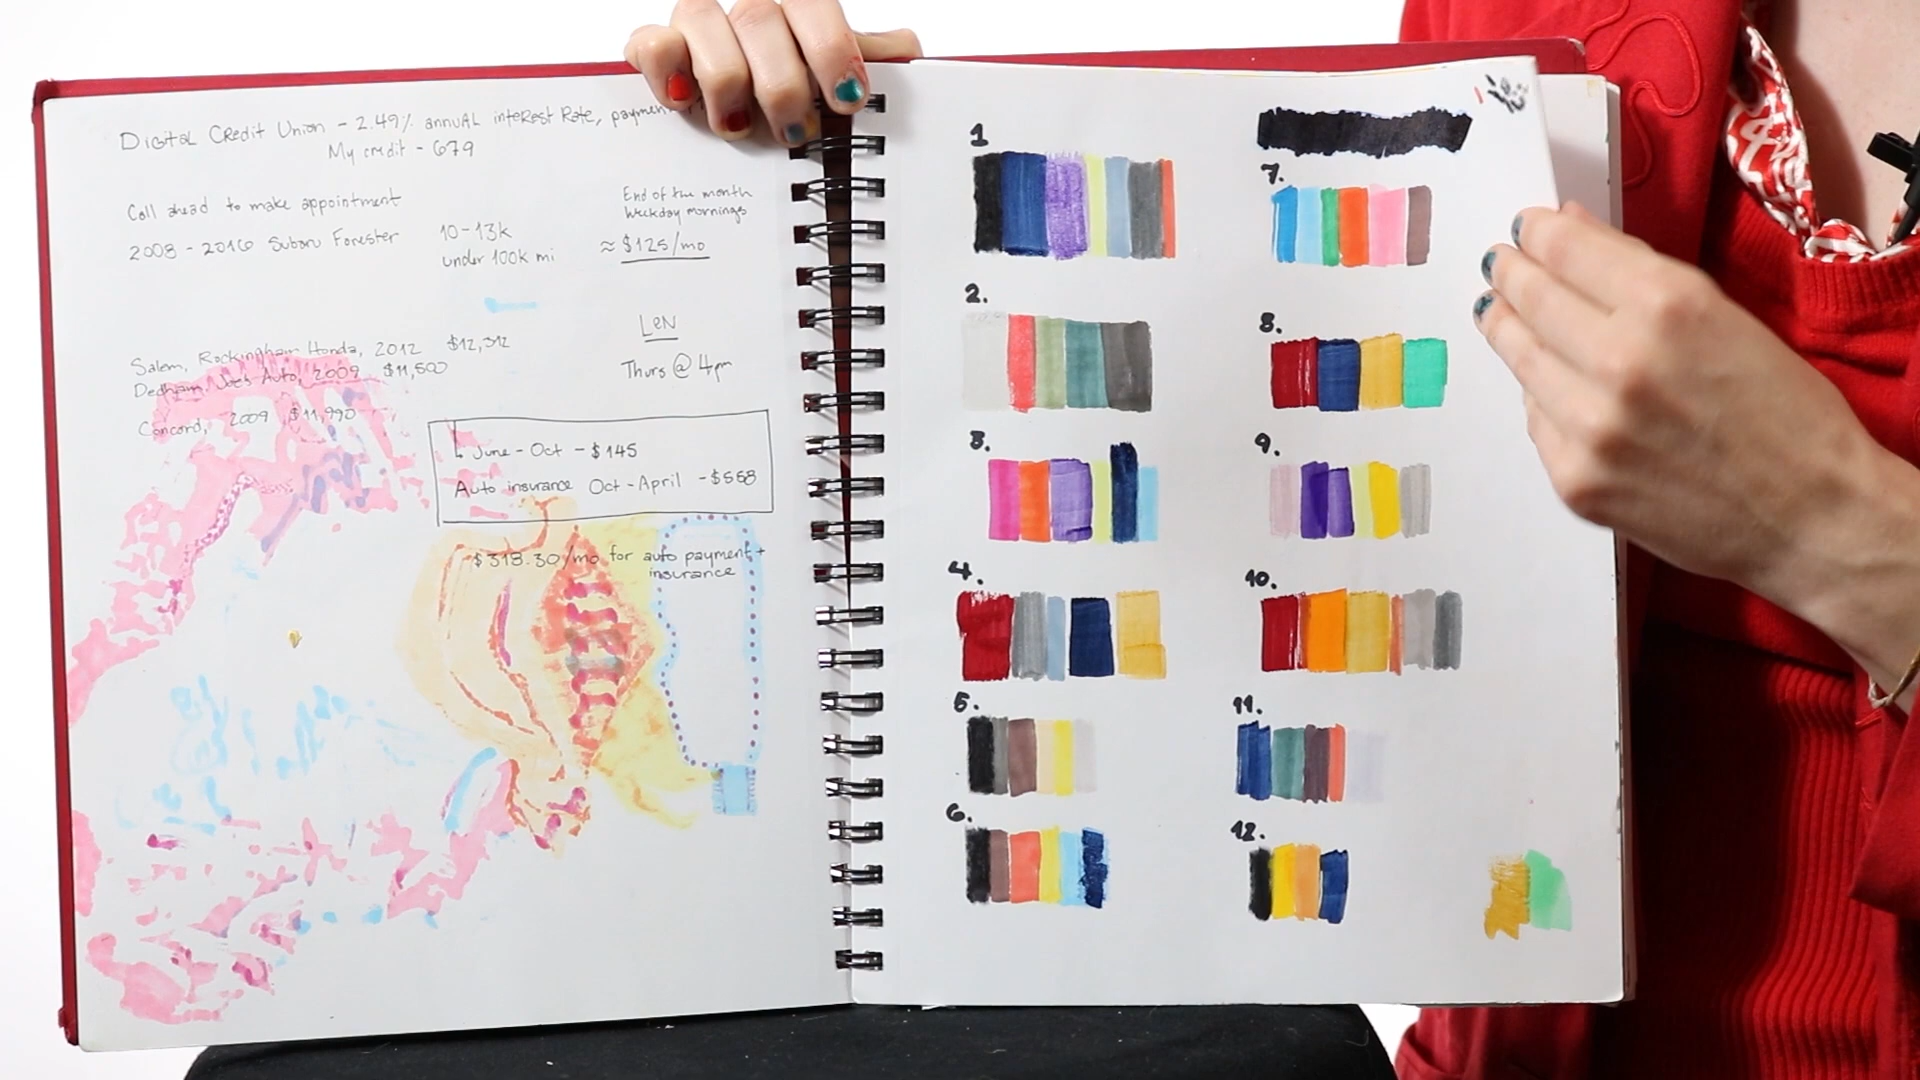 Digital Credit Union - 2.49% annual interest rate, payment
My credit - 679
Call ahead to make appointment
2008 - 2016 Subaru Forester
10-13k
under 100k mi
End of the month
Weekday mornings
≈ $125/mo
Len
Thurs @ 4pm
Salem, Rockingham Honda, 2012 $12,312
Dedham, Jack Auto, 2009 $11,500
Concord, 2009 $11,990
June - Oct - $145
Auto insurance Oct - April - $558
$318.30/mo for auto payment +
insurance
1
2.
3.
4.
5.
6.
7.
8.
9.
10.
11.
12.